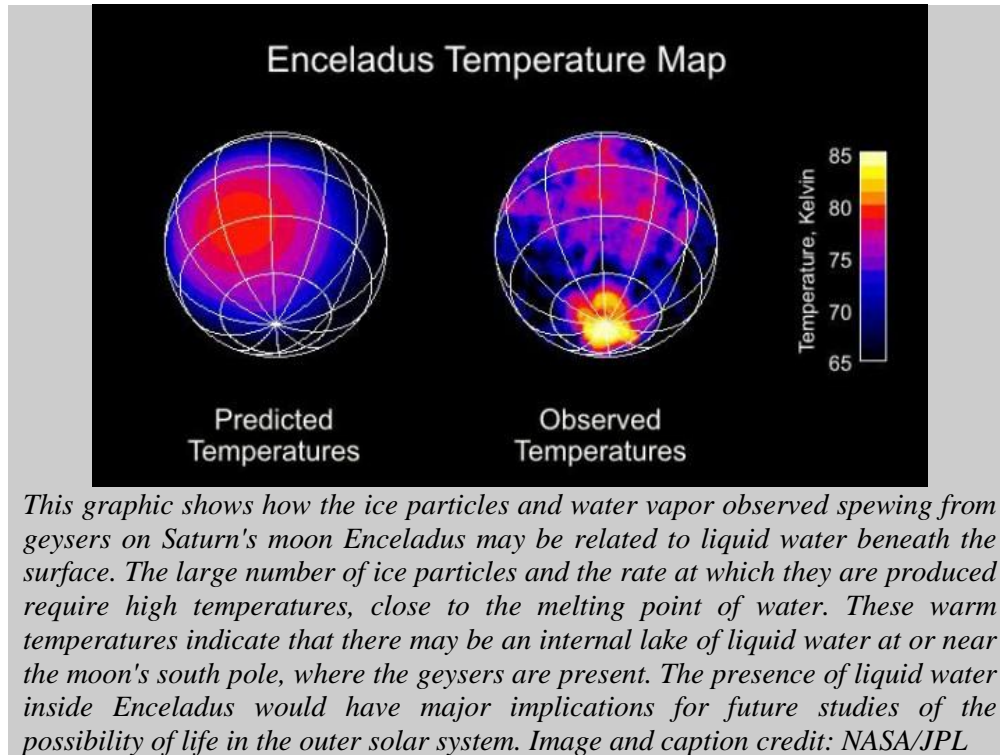 Enceladus Temperature Map
85
80
75
70
65
Temperature, Kelvin
Predicted
Temperatures
Observed
Temperatures
This graphic shows how the ice particles and water vapor observed spewing from
geysers on Saturn's moon Enceladus may be related to liquid water beneath the
surface. The large number of ice particles and the rate at which they are produced
require high temperatures, close to the melting point of water. These warm
temperatures indicate that there may be an internal lake of liquid water at or near
the moon's south pole, where the geysers are present. The presence of liquid water
inside Enceladus would have major implications for future studies of the
possibility of life in the outer solar system. Image and caption credit: NASA/JPL